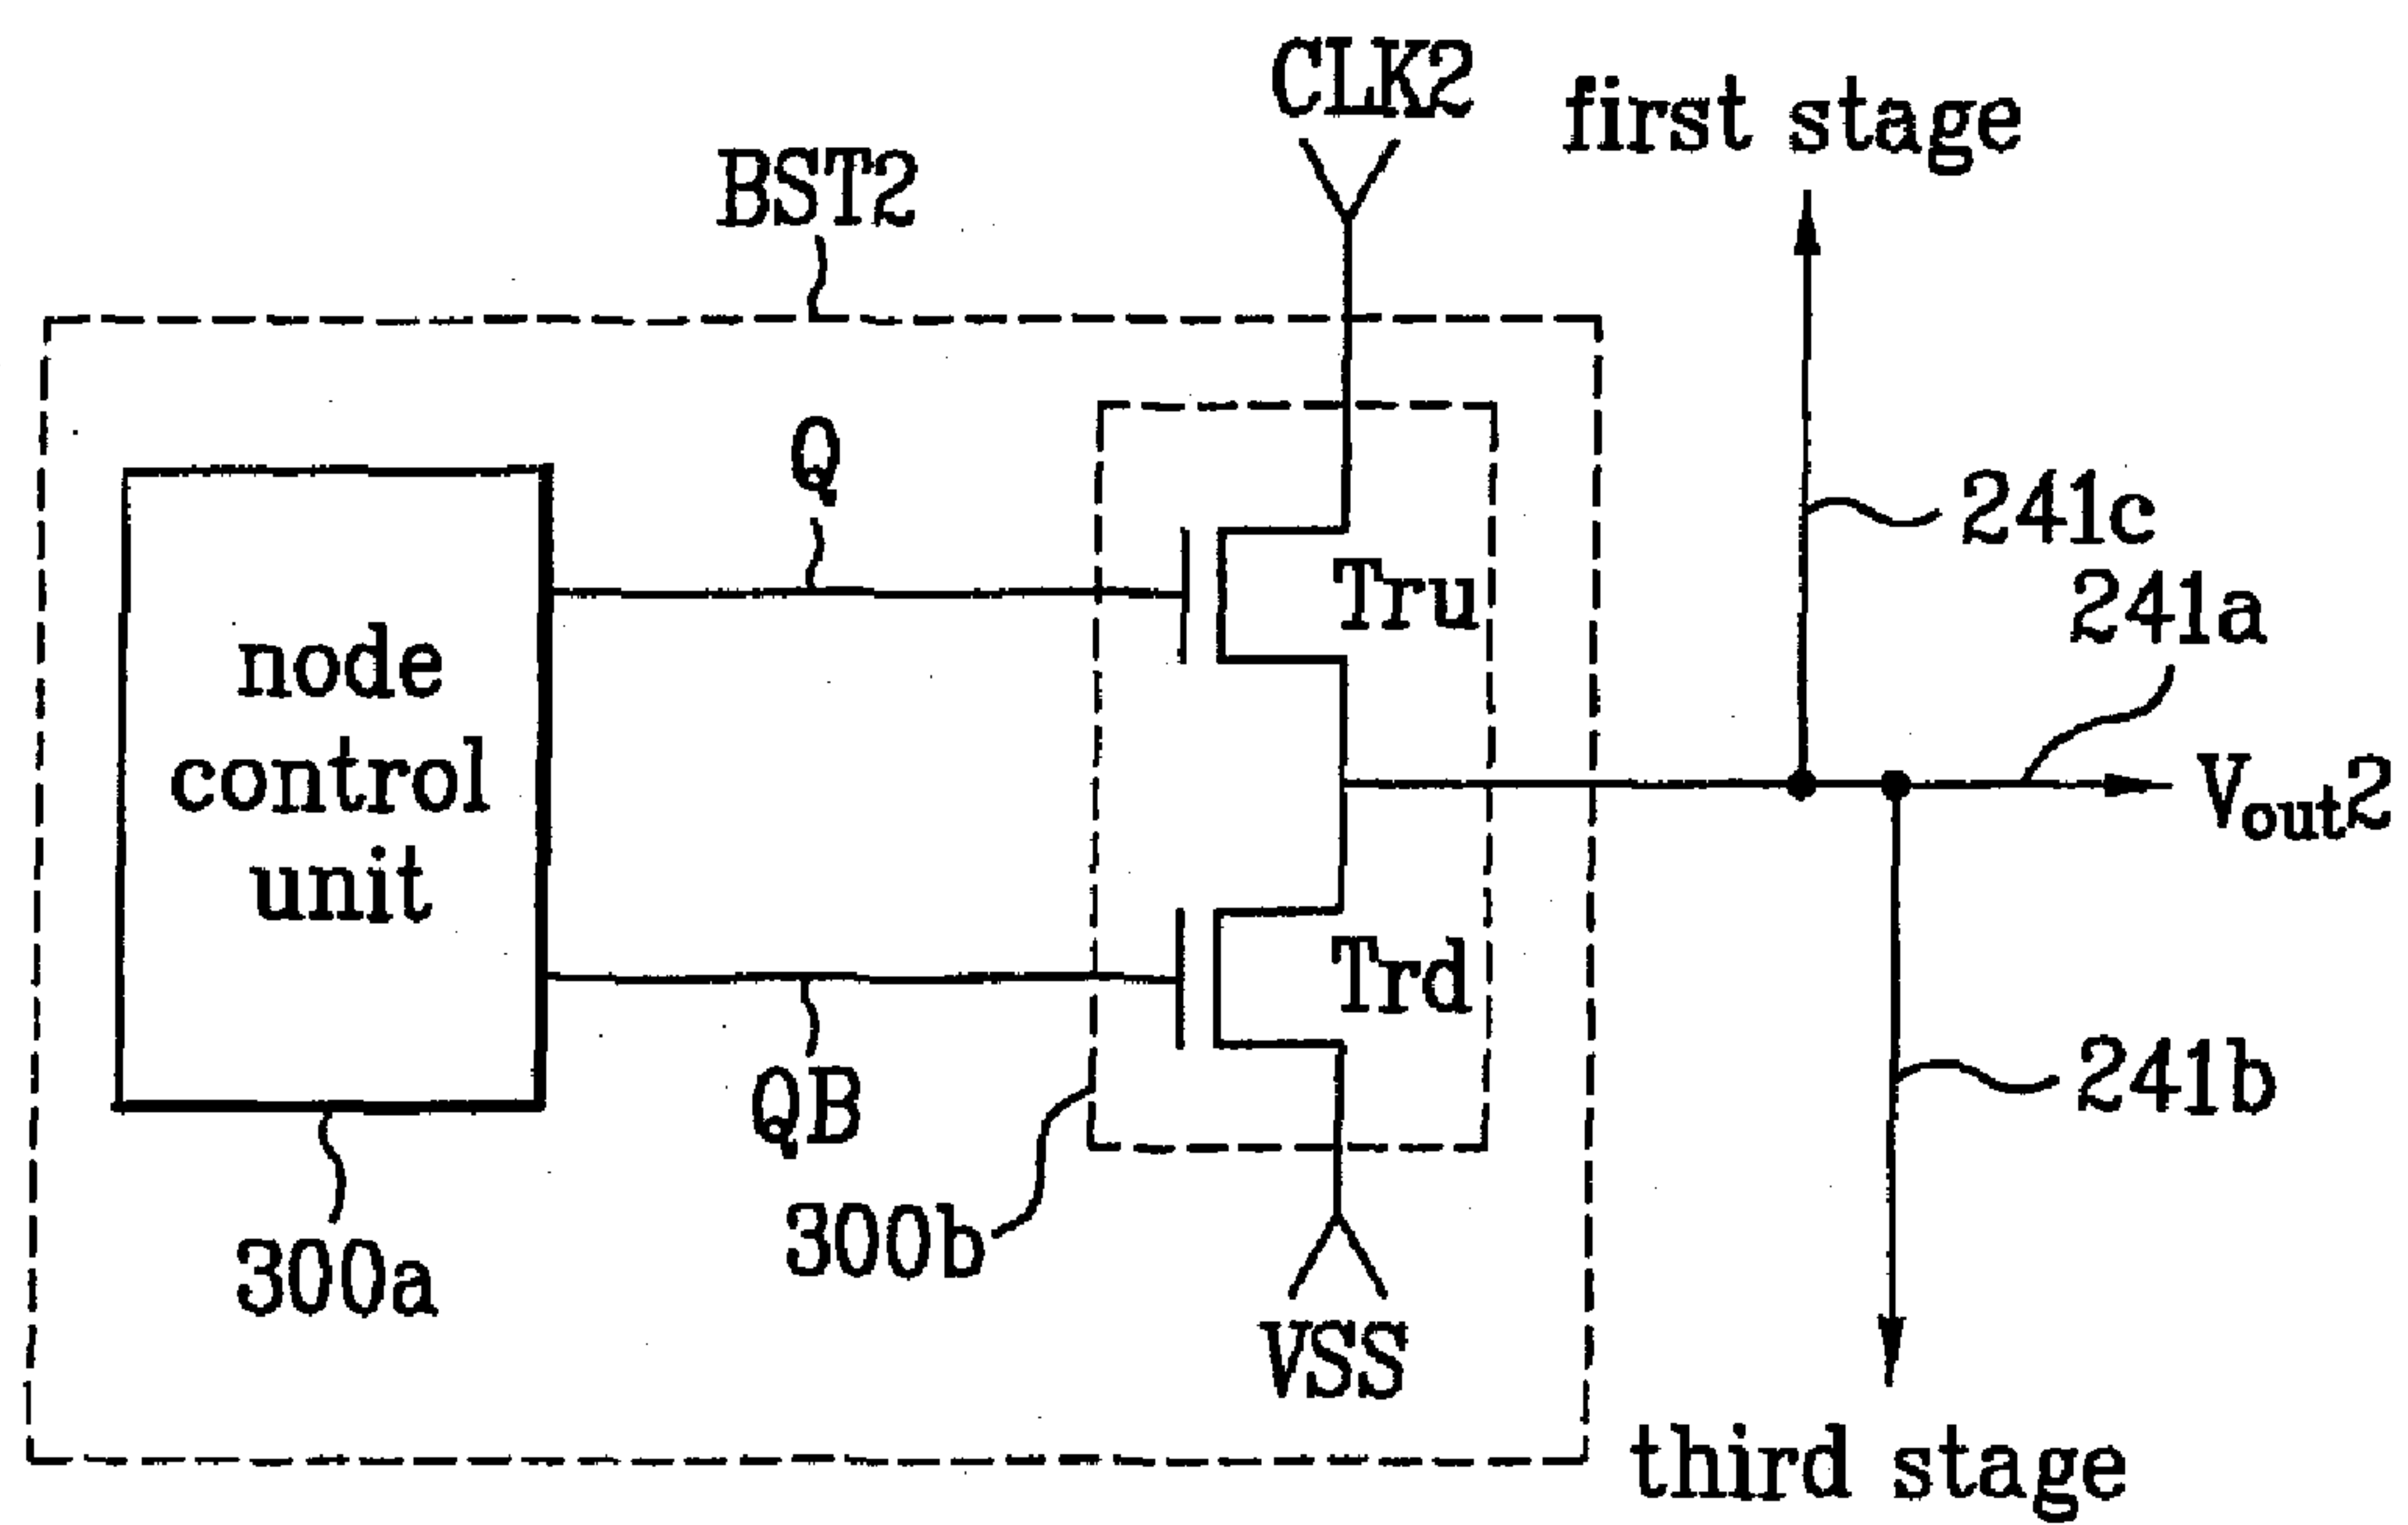 CLK2
first stage
BST2
Q
241c
Tru
241a
node
control
unit
Vout2
Trd
QB
241b
300b
300a
VSS
third stage